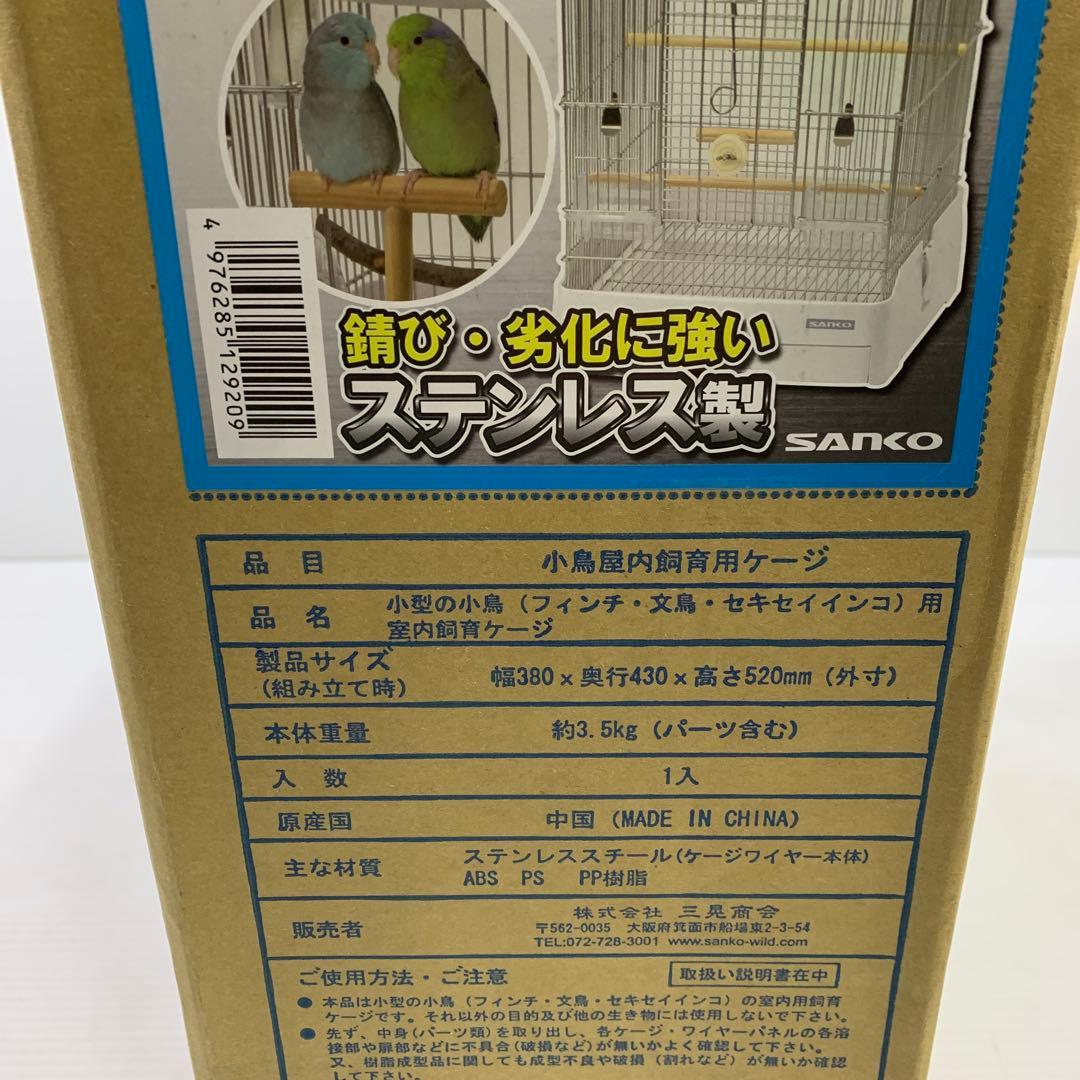 SANKO
4 976285 129209
錆び・劣化に強い
ステンレス製
SANKO
品 目 小鳥屋内飼育用ケージ
品 名 小型の小鳥（フィンチ・文鳥・セキセイインコ）用
室内飼育ケージ
製品サイズ
（組み立て時） 幅380×奥行430×高さ520mm（外寸）
本体重量 約3.5kg（パーツ含む）
入 数 1入
原産国 中国（MADE IN CHINA）
主な材質 ステンレススチール(ケージワイヤー本体)
ABS PS PP樹脂
販売者 株式会社 三晃商会
〒562-0035 大阪府箕面市船場東2-3-54
TEL:072-728-3001 www.sanko-wild.com
ご使用方法・ご注意 取扱い説明書在中
● 本品は小型の小鳥（フィンチ・文鳥・セキセイインコ）の室内用飼育
ケージです。それ以外の目的及び他の生き物には使用しないで下さい。
● 先ず、中身(パーツ類)を取り出し、各ケージ・ワイヤーパネルの各溶
接部や扉部などに不具合(破損など)が無いかよく確認して下さい。
又、樹脂成型品に関しても成型不良や破損（割れなど）が無いか確認
して下さい。